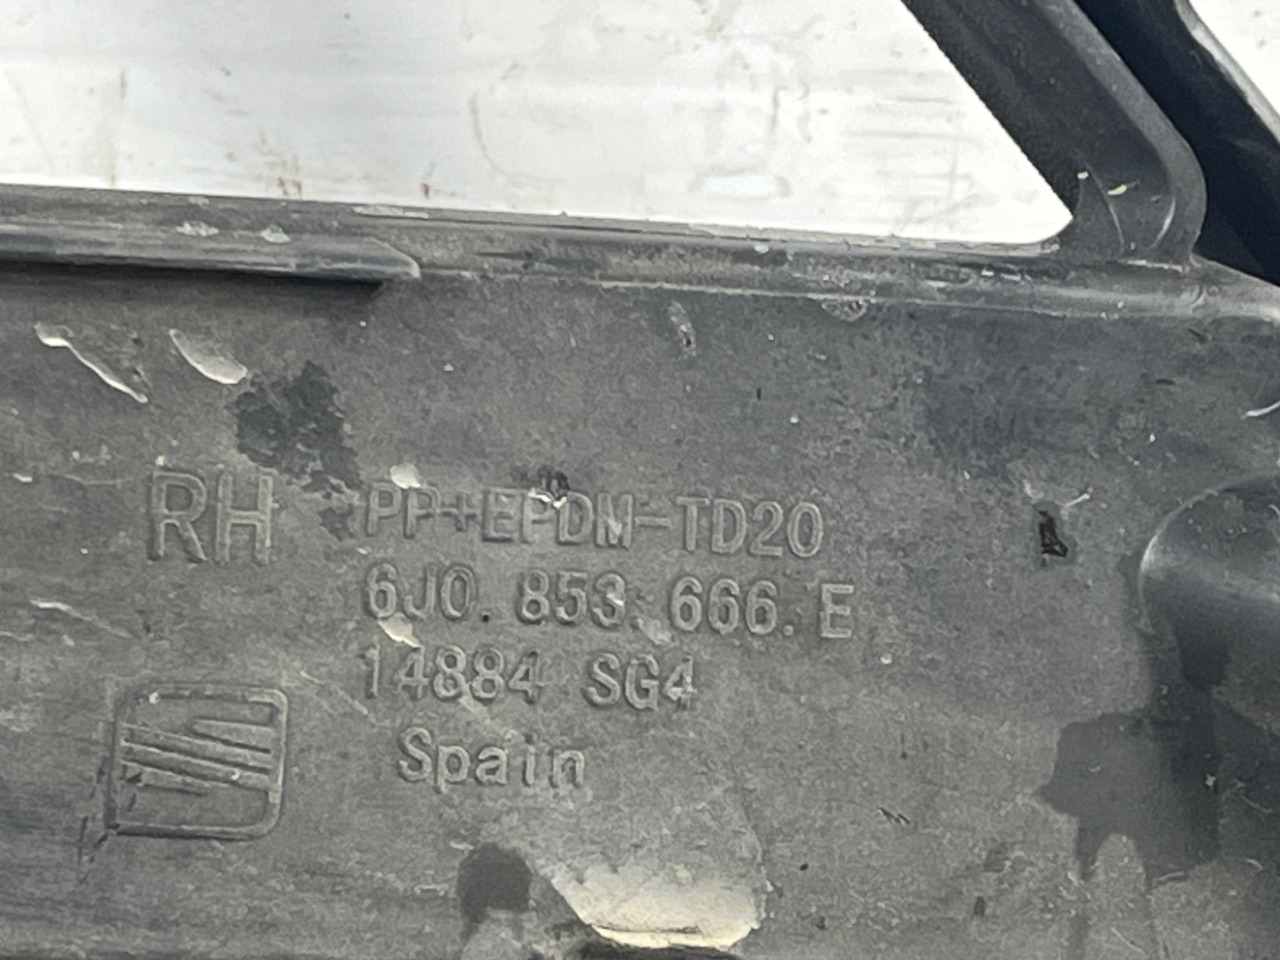 RH PP+EPDM-TD20
6J0.853.666.E
14884 SG4
Spain